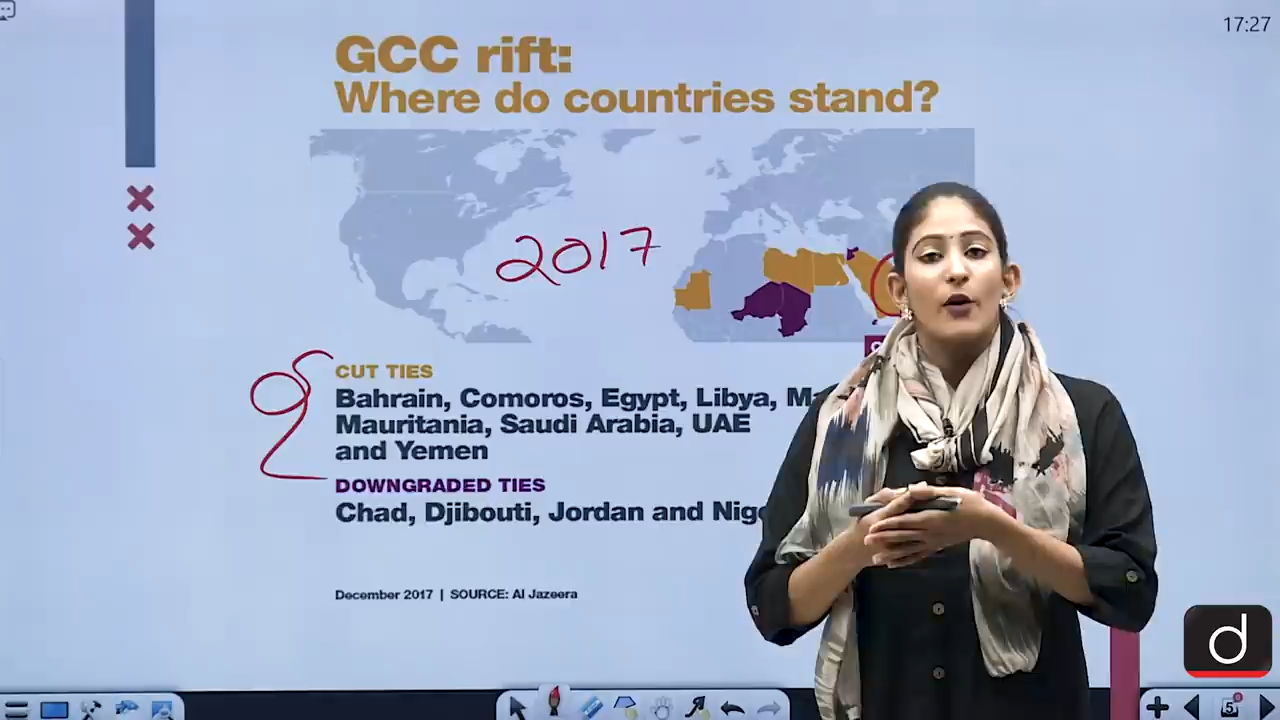 17:27
GCC rift:
Where do countries stand?
2017
CUT TIES
Bahrain, Comoros, Egypt, Libya,
Mauritania, Saudi Arabia, UAE
and Yemen
DOWNGRADED TIES
Chad, Djibouti, Jordan and
December 2017 | SOURCE: Al Jazeera
d
5